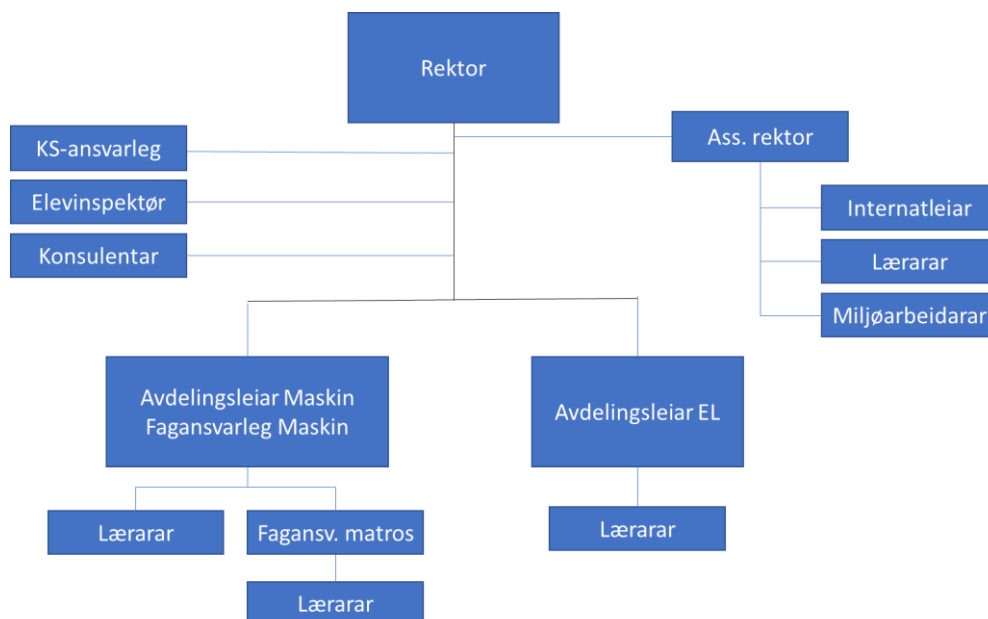 Rektor
KS-ansvarleg
Ass. rektor
Elevinspektør
Internatleiar
Konsulentar
Lærarar
Miljøarbeidarar
Avdelingsleiar Maskin
Fagansvarleg Maskin
Avdelingsleiar EL
Lærarar
Fagansv. matros
Lærarar
Lærarar